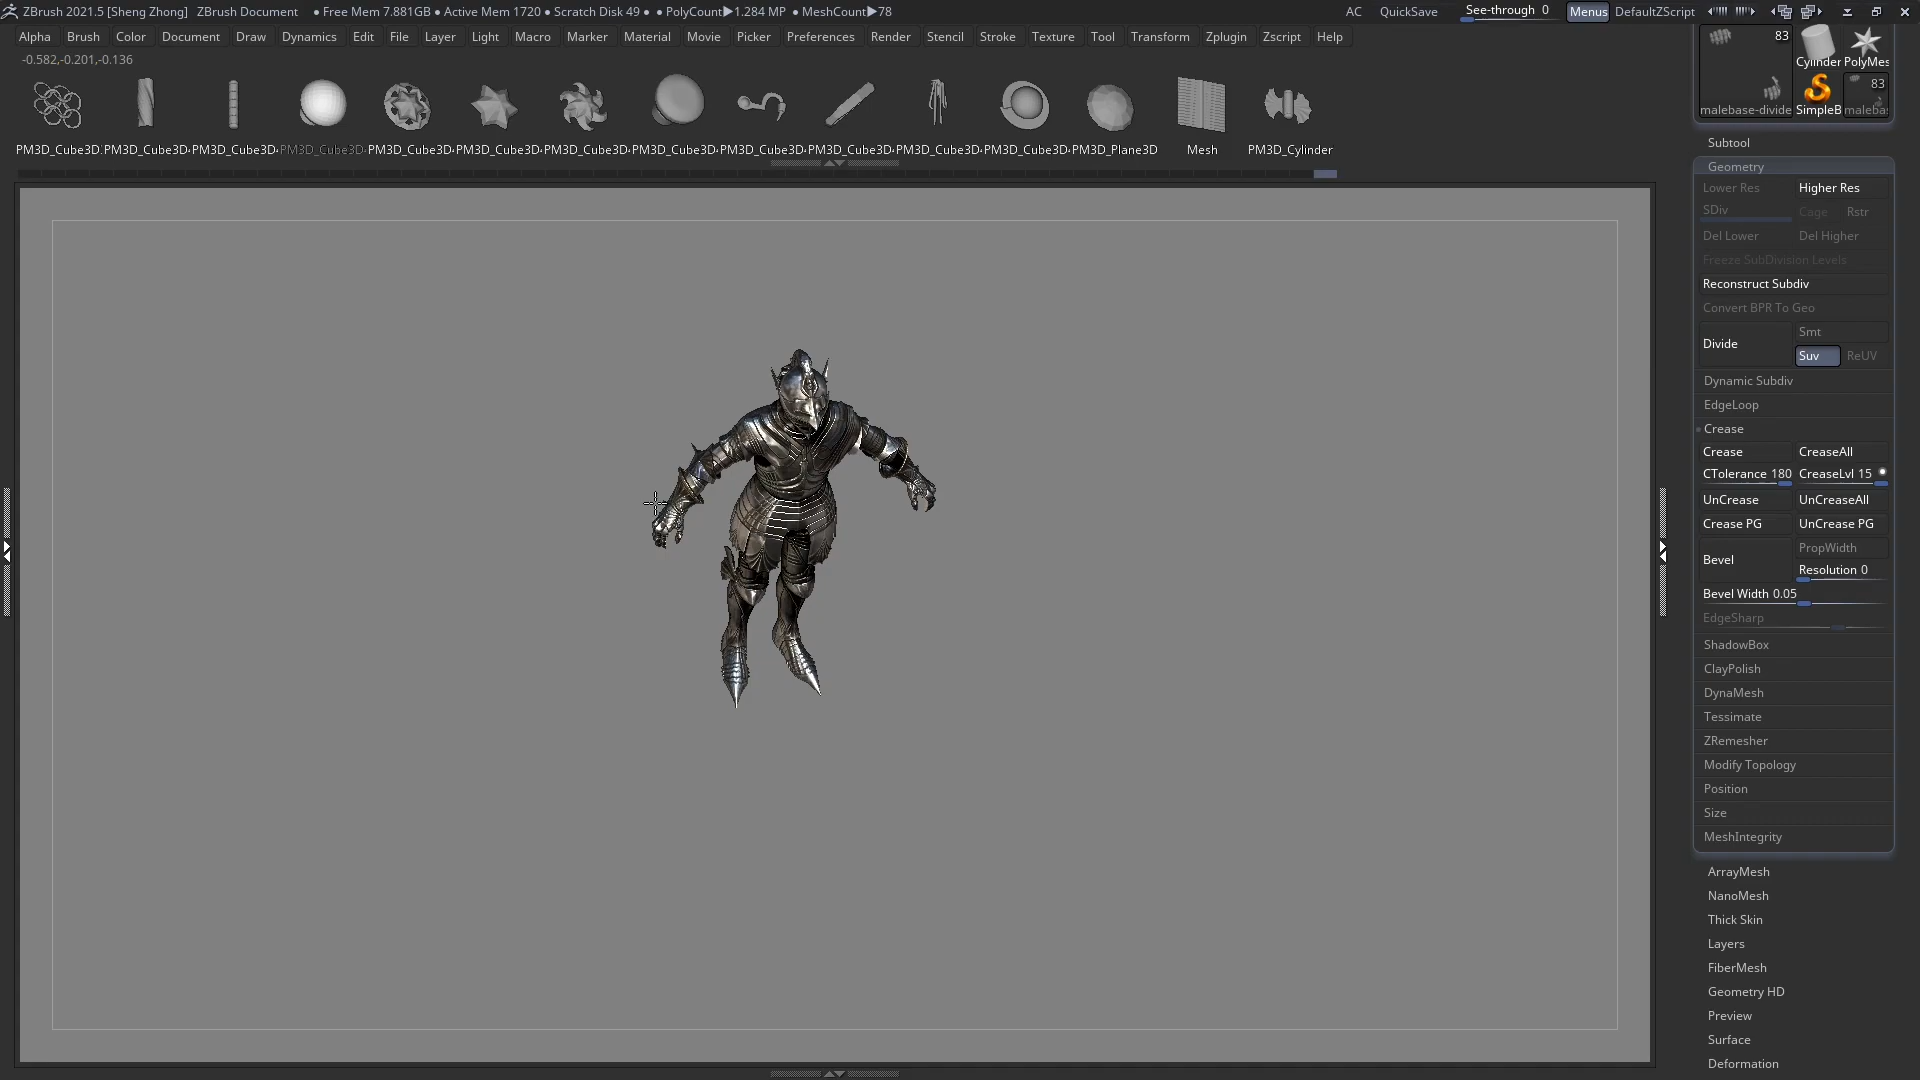 ZBrush 2021.5 [Sheng Zhong] ZBrush Document ● Free Mem 7.881GB ● Active Mem 1720 ● Scratch Disk 49 ● ● PolyCount▶1.284 MP ● MeshCount▶78 AC QuickSave See-through 0 Menus DefaultZScript
Alpha Brush Color Document Draw Dynamics Edit File Layer Light Macro Marker Material Movie Picker Preferences Render Stencil Stroke Texture Tool Transform Zplugin Zscript Help
-0.582,-0.201,-0.136
PM3D_Cube3D. PM3D_Cube3D. PM3D_Cube3D. PM3D_Cube3D. PM3D_Cube3D. PM3D_Cube3D. PM3D_Cube3D. PM3D_Cube3D. PM3D_Cube3D. PM3D_Cube3D. PM3D_Cube3D. PM3D_Cube3D. PM3D_Plane3D Mesh PM3D_Cylinder
83
Cylinder PolyMes
83
malebase-divide SimpleB maleba
Subtool
Geometry
Lower Res Higher Res
SDiv Cage Rstr
Del Lower Del Higher
Freeze SubDivision Levels
Reconstruct Subdiv
Convert BPR To Geo
Divide Smt
Suv ReUV
Dynamic Subdiv
EdgeLoop
Crease
Crease CreaseAll
CTolerance 180 CreaseLvl 15
UnCrease UnCreaseAll
Crease PG UnCrease PG
Bevel PropWidth
Resolution 0
Bevel Width 0.05
EdgeSharp
ShadowBox
ClayPolish
DynaMesh
Tessimate
ZRemesher
Modify Topology
Position
Size
MeshIntegrity
ArrayMesh
NanoMesh
Thick Skin
Layers
FiberMesh
Geometry HD
Preview
Surface
Deformation